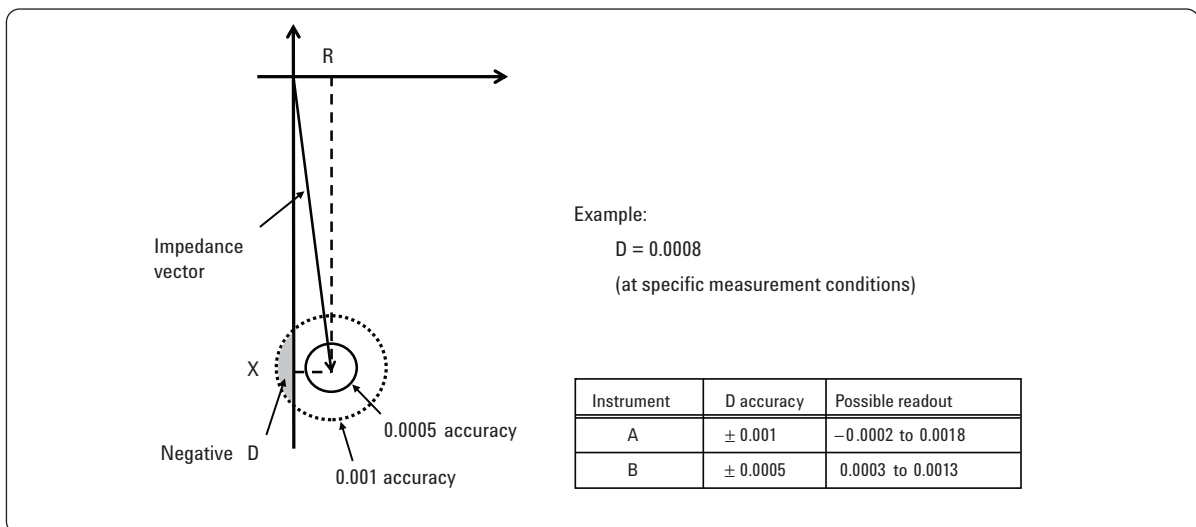 R
Impedance
vector
X
Negative D
0.0005 accuracy
0.001 accuracy
Example:
D = 0.0008
(at specific measurement conditions)
Instrument D accuracy Possible readout
A ± 0.001 −0.0002 to 0.0018
B ± 0.0005 0.0003 to 0.0013